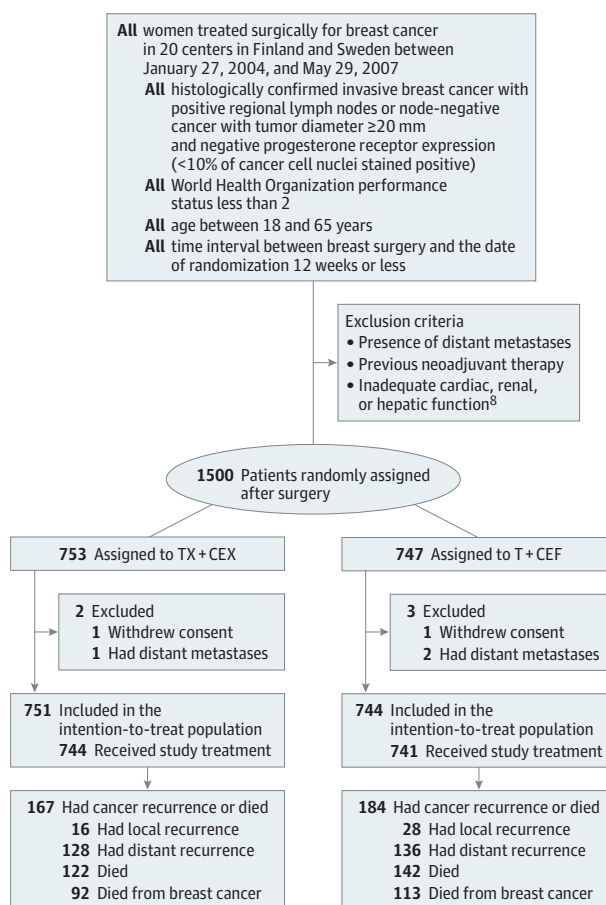 All women treated surgically for breast cancer
in 20 centers in Finland and Sweden between
January 27, 2004, and May 29, 2007
All histologically confirmed invasive breast cancer with
positive regional lymph nodes or node-negative
cancer with tumor diameter ≥20 mm
and negative progesterone receptor expression
(<10% of cancer cell nuclei stained positive)
All World Health Organization performance
status less than 2
All age between 18 and 65 years
All time interval between breast surgery and the date
of randomization 12 weeks or less
Exclusion criteria
• Presence of distant metastases
• Previous neoadjuvant therapy
• Inadequate cardiac, renal,
or hepatic function8
1500 Patients randomly assigned
after surgery
753 Assigned to TX + CEX
2 Excluded
1 Withdrew consent
1 Had distant metastases
751 Included in the
intention-to-treat population
744 Received study treatment
167 Had cancer recurrence or died
16 Had local recurrence
128 Had distant recurrence
122 Died
92 Died from breast cancer
747 Assigned to T + CEF
3 Excluded
1 Withdrew consent
2 Had distant metastases
744 Included in the
intention-to-treat population
741 Received study treatment
184 Had cancer recurrence or died
28 Had local recurrence
136 Had distant recurrence
142 Died
113 Died from breast cancer